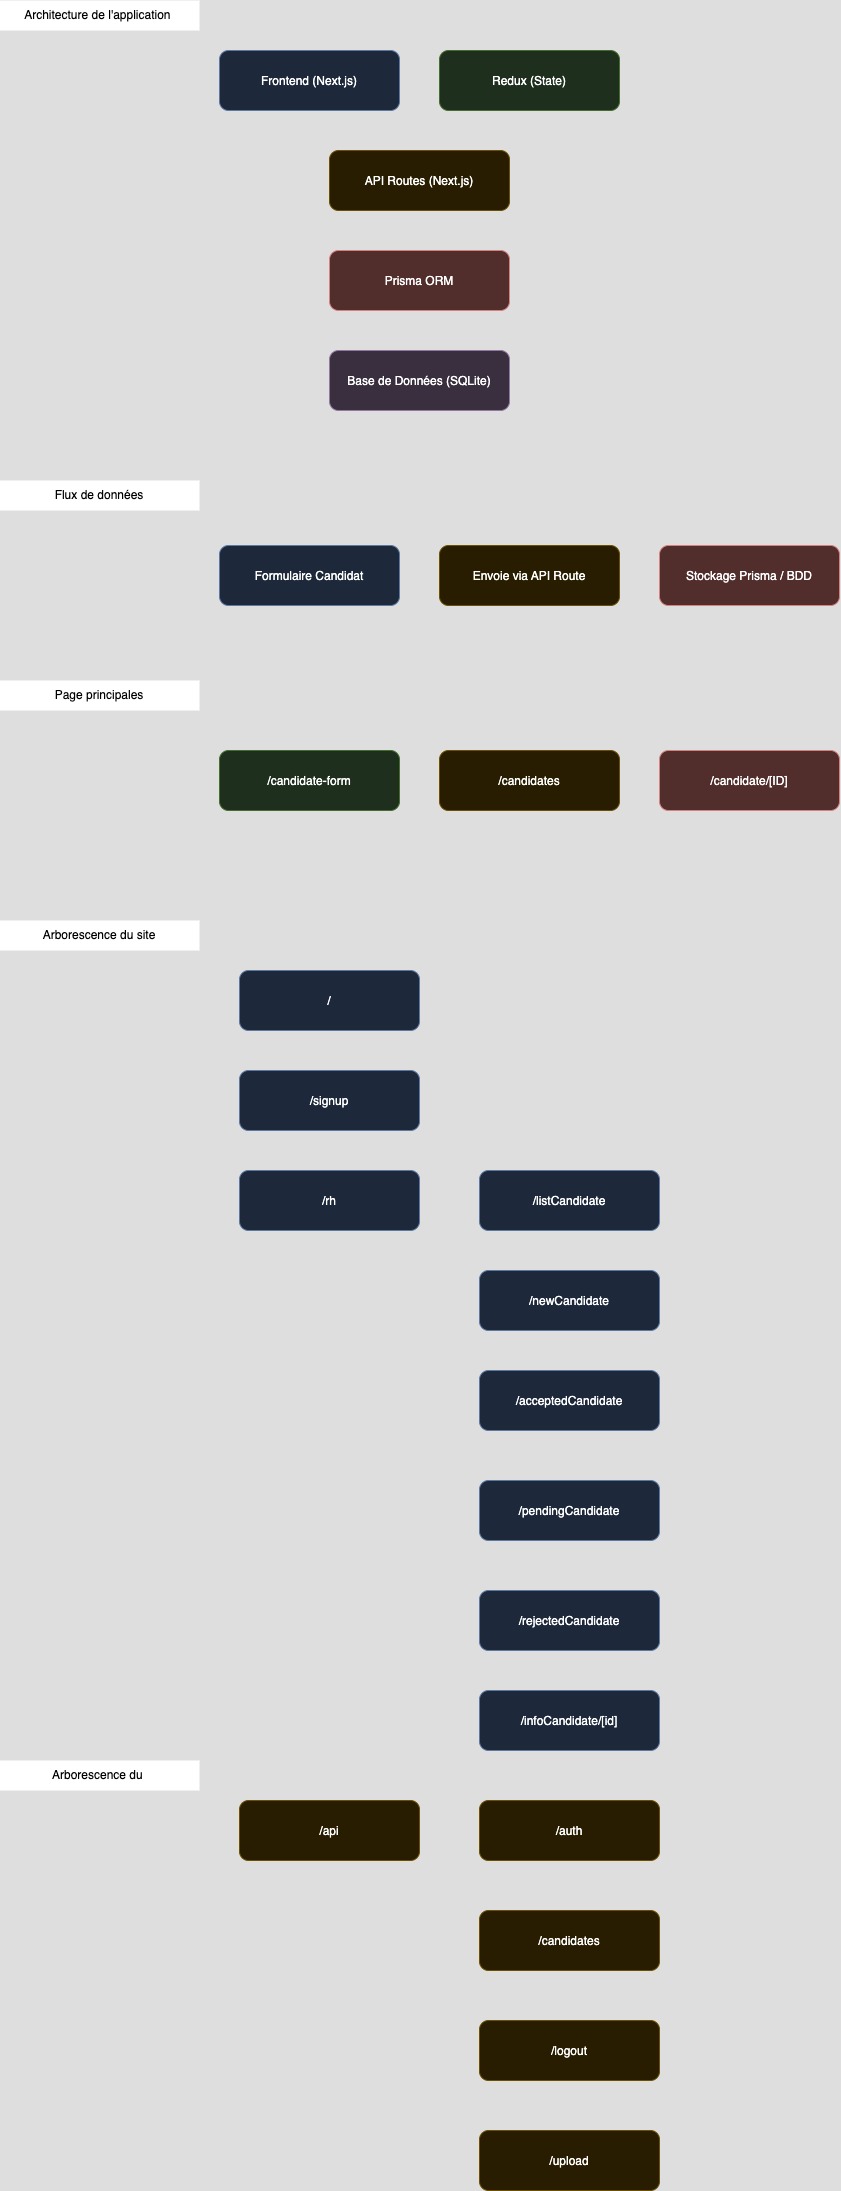 Architecture de l'application
Frontend (Next.js)
Redux (State)
API Routes (Next.js)
Prisma ORM
Base de Données (SQLite)
Flux de données
Formulaire Candidat
Envoie via API Route
Stockage Prisma / BDD
Page principales
/candidate-form
/candidates
/candidate/[ID]
Arborescence du site
/
/signup
/rh
/listCandidate
/newCandidate
/acceptedCandidate
/pendingCandidate
/rejectedCandidate
/infoCandidate/[id]
Arborescence du
/api
/auth
/candidates
/logout
/upload